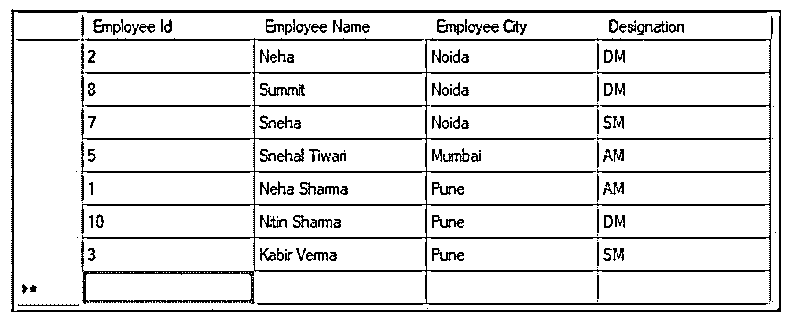 Employee Id Employee Name Employee City Designation
2 Neha Noida DM
8 Summit Noida DM
7 Sneha Noida SM
5 Snehal Tiwari Mumbai AM
1 Neha Sharma Pune AM
10 Nitin Sharma Pune DM
3 Kabir Verma Pune SM